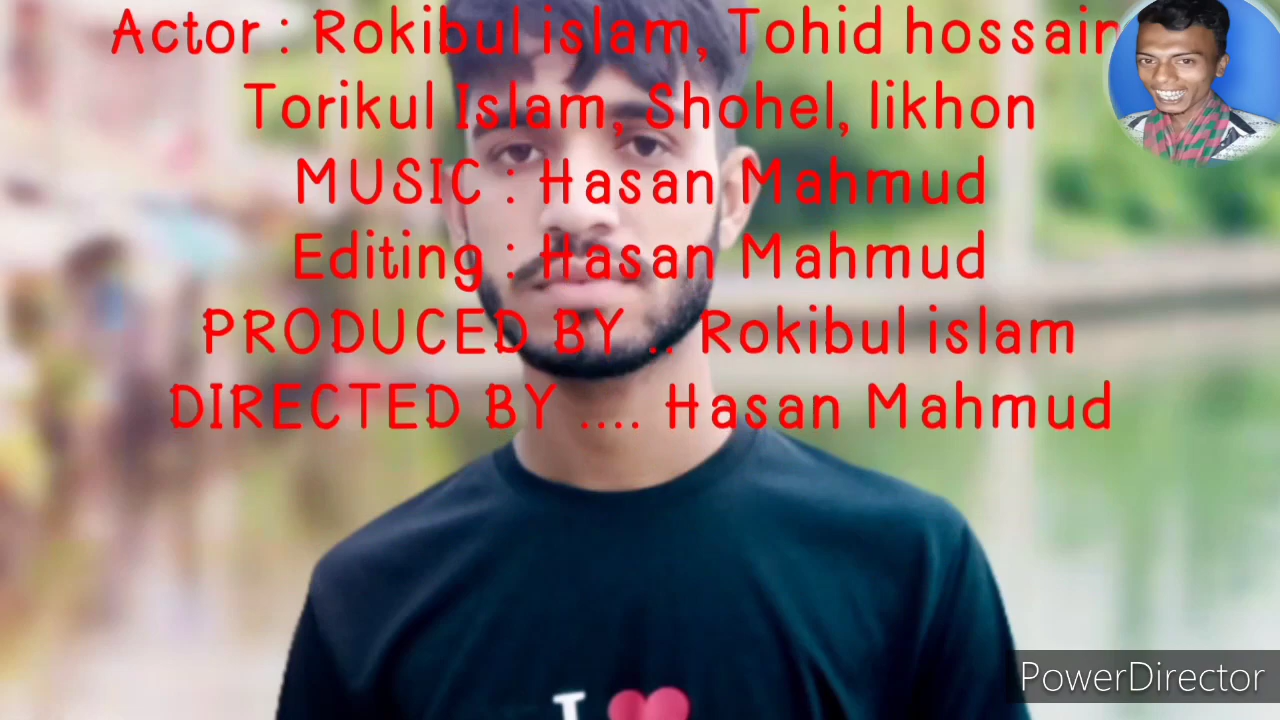 Actor : Rokibul islam, Tohid hossain
Torikul Islam, Shohel, likhon
MUSIC : Hasan Mahmud
Editing : Hasan Mahmud
PRODUCED BY .. Rokibul islam
DIRECTED BY .... Hasan Mahmud
I
PowerDirector